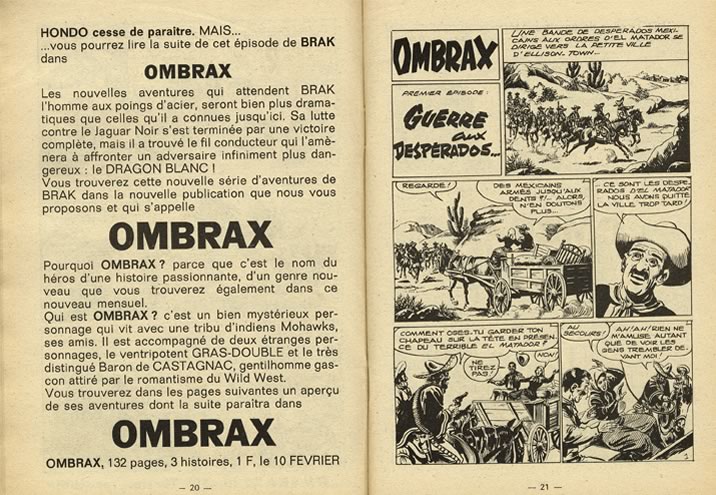 HONDO cesse de paraître. MAIS...
...vous pourrez lire la suite de cet épisode de BRAK
dans
OMBRAX
Les nouvelles aventures qui attendent BRAK
l'homme aux poings d'acier, seront bien plus drama-
tiques que celles qu'il a connues jusqu'ici. Sa lutte
contre le Jaguar Noir s'est terminée par une victoire
complète, mais il a trouvé le fil conducteur qui l'amè-
nera à affronter un adversaire infiniment plus dan-
gereux : le DRAGON BLANC !
Vous trouverez cette nouvelle série d'aventures de
BRAK dans la nouvelle publication que nous vous
proposons et qui s'appelle
OMBRAX
Pourquoi OMBRAX ? parce que c'est le nom du
héros d'une histoire passionnante, d'un genre nou-
veau que vous trouverez également dans ce
nouveau mensuel.
Qui est OMBRAX ? c'est un bien mystérieux per-
sonnage qui vit avec une tribu d'indiens Mohawks,
ses amis. Il est accompagné de deux étranges per-
sonnages, le ventripotent GRAS-DOUBLE et le très
distingué Baron de CASTAGNAC, gentilhomme gas-
con attiré par le romantisme du Wild West.
Vous trouverez dans les pages suivantes un aperçu
de ses aventures dont la suite paraîtra dans
OMBRAX
OMBRAX, 132 pages, 3 histoires, 1 F, le 10 FEVRIER
— 20 —
OMBRAX
PREMIER EPISODE :
GUERRE
aux
DESPERADOS...
UNE BANDE DE DESPERADOS MEXI-
CAINS AUX ORDRES D'EL MATADOR SE
DIRIGE VERS LA PETITE VILLE
D'ELLISON-TOWN...
REGARDE !
DES MEXICAINS
ARMÉS JUSQU'AUX
DENTS !... ALORS,
N'EN DOUTONS
PLUS...
CE SONT LES DESPE-
RADOS D'EL MATADOR !
NOUS AVONS QUITTÉ
LA VILLE TROP TARD !
COMMENT OSES-TU GARDER TON
CHAPEAU SUR LA TÊTE EN PRÉSEN-
CE DU TERRIBLE EL MATADOR !
NE
TIREZ
PAS !
NON !
AU
SECOURS !
AH ! AH ! RIEN NE
M'AMUSE AUTANT
QUE DE VOIR LES
GENS TREMBLER DE-
VANT MOI !
— 21 —